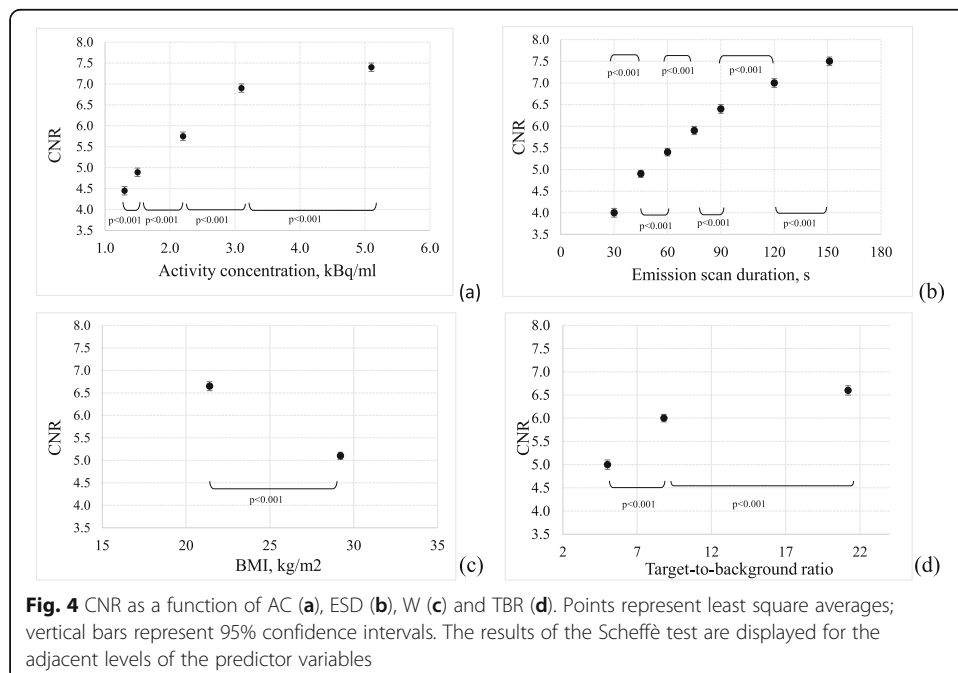 8.0
7.5
7.0
6.5
6.0
5.5
5.0
4.5
4.0
3.5
CNR
p<0.001 p<0.001 p<0.001 p<0.001
1.0 2.0 3.0 4.0 5.0 6.0
Activity concentration, kBq/ml
(a)
8.0
7.5
7.0
6.5
6.0
5.5
5.0
4.5
4.0
3.5
CNR
p<0.001 p<0.001 p<0.001
p<0.001 p<0.001 p<0.001
0 30 60 90 120 150 180
Emission scan duration, s
(b)
8.0
7.5
7.0
6.5
6.0
5.5
5.0
4.5
4.0
3.5
CNR
p<0.001
15 20 25 30 35
BMI, kg/m2
(c)
8.0
7.5
7.0
6.5
6.0
5.5
5.0
4.5
4.0
3.5
CNR
p<0.001 p<0.001
2 7 12 17 22
Target-to-background ratio
(d)
Fig. 4 CNR as a function of AC (a), ESD (b), W (c) and TBR (d). Points represent least square averages;
vertical bars represent 95% confidence intervals. The results of the Scheffè test are displayed for the
adjacent levels of the predictor variables